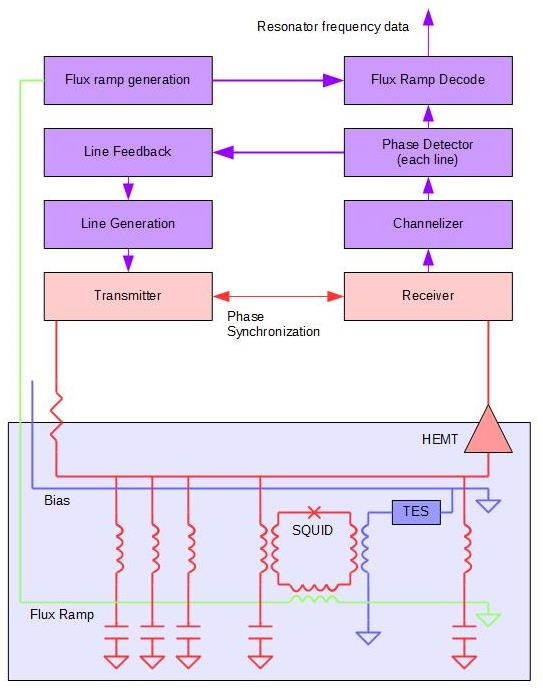 Resonator frequency data
Flux ramp generation
Flux Ramp Decode
Line Feedback
Phase Detector
(each line)
Line Generation
Channelizer
Transmitter
Receiver
Phase
Synchronization
HEMT
Bias
TES
SQUID
Flux Ramp